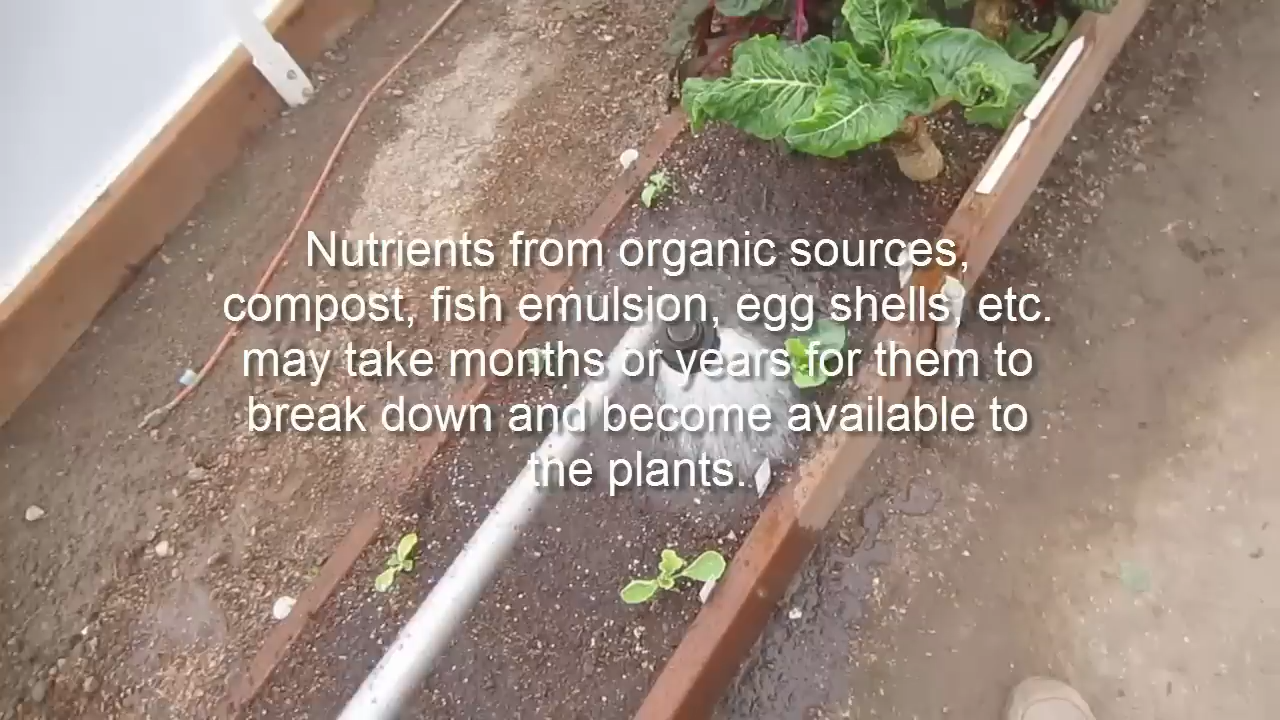 Nutrients from organic sources,
compost, fish emulsion, egg shells, etc.
may take months or years for them to
break down and become available to
the plants.